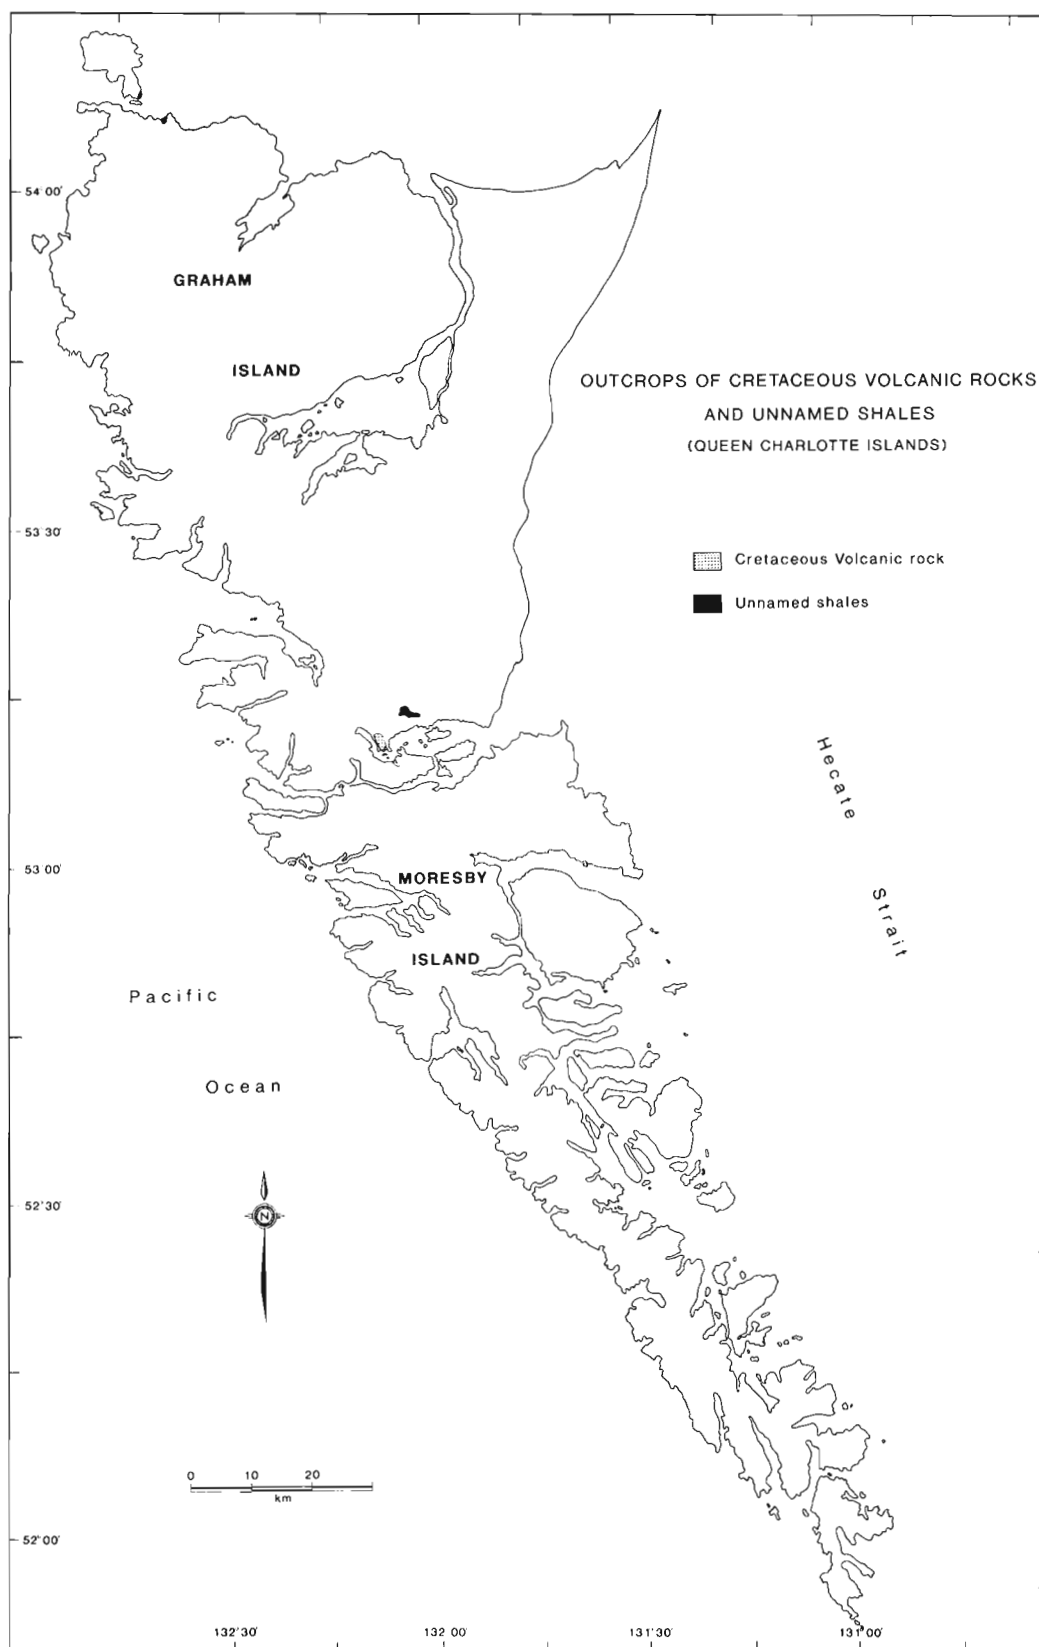 54°00'
GRAHAM
ISLAND
OUTCROPS OF CRETACEOUS VOLCANIC ROCKS
AND UNNAMED SHALES
(QUEEN CHARLOTTE ISLANDS)
53°30'
Cretaceous Volcanic rock
Unnamed shales
Hecate
Strait
53°00'
MORESBY
ISLAND
Pacific
Ocean
52°30'
N
0 10 20
km
52°00'
132°30' 132°00' 131°30' 131°00'